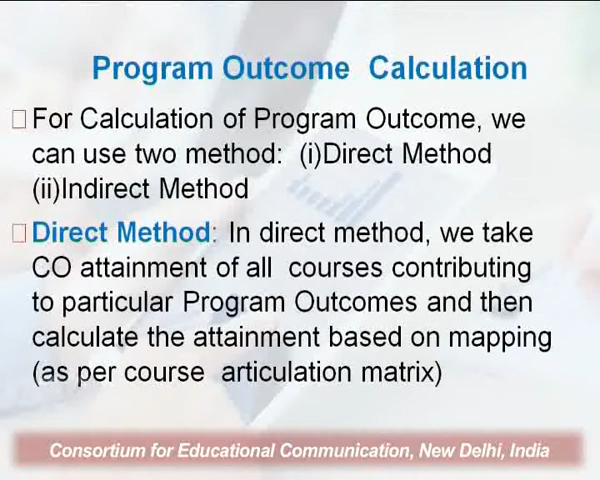 Program Outcome Calculation
For Calculation of Program Outcome, we
can use two method: (i)Direct Method
(ii)Indirect Method
Direct Method: In direct method, we take
CO attainment of all courses contributing
to particular Program Outcomes and then
calculate the attainment based on mapping
(as per course articulation matrix)
Consortium for Educational Communication, New Delhi, India